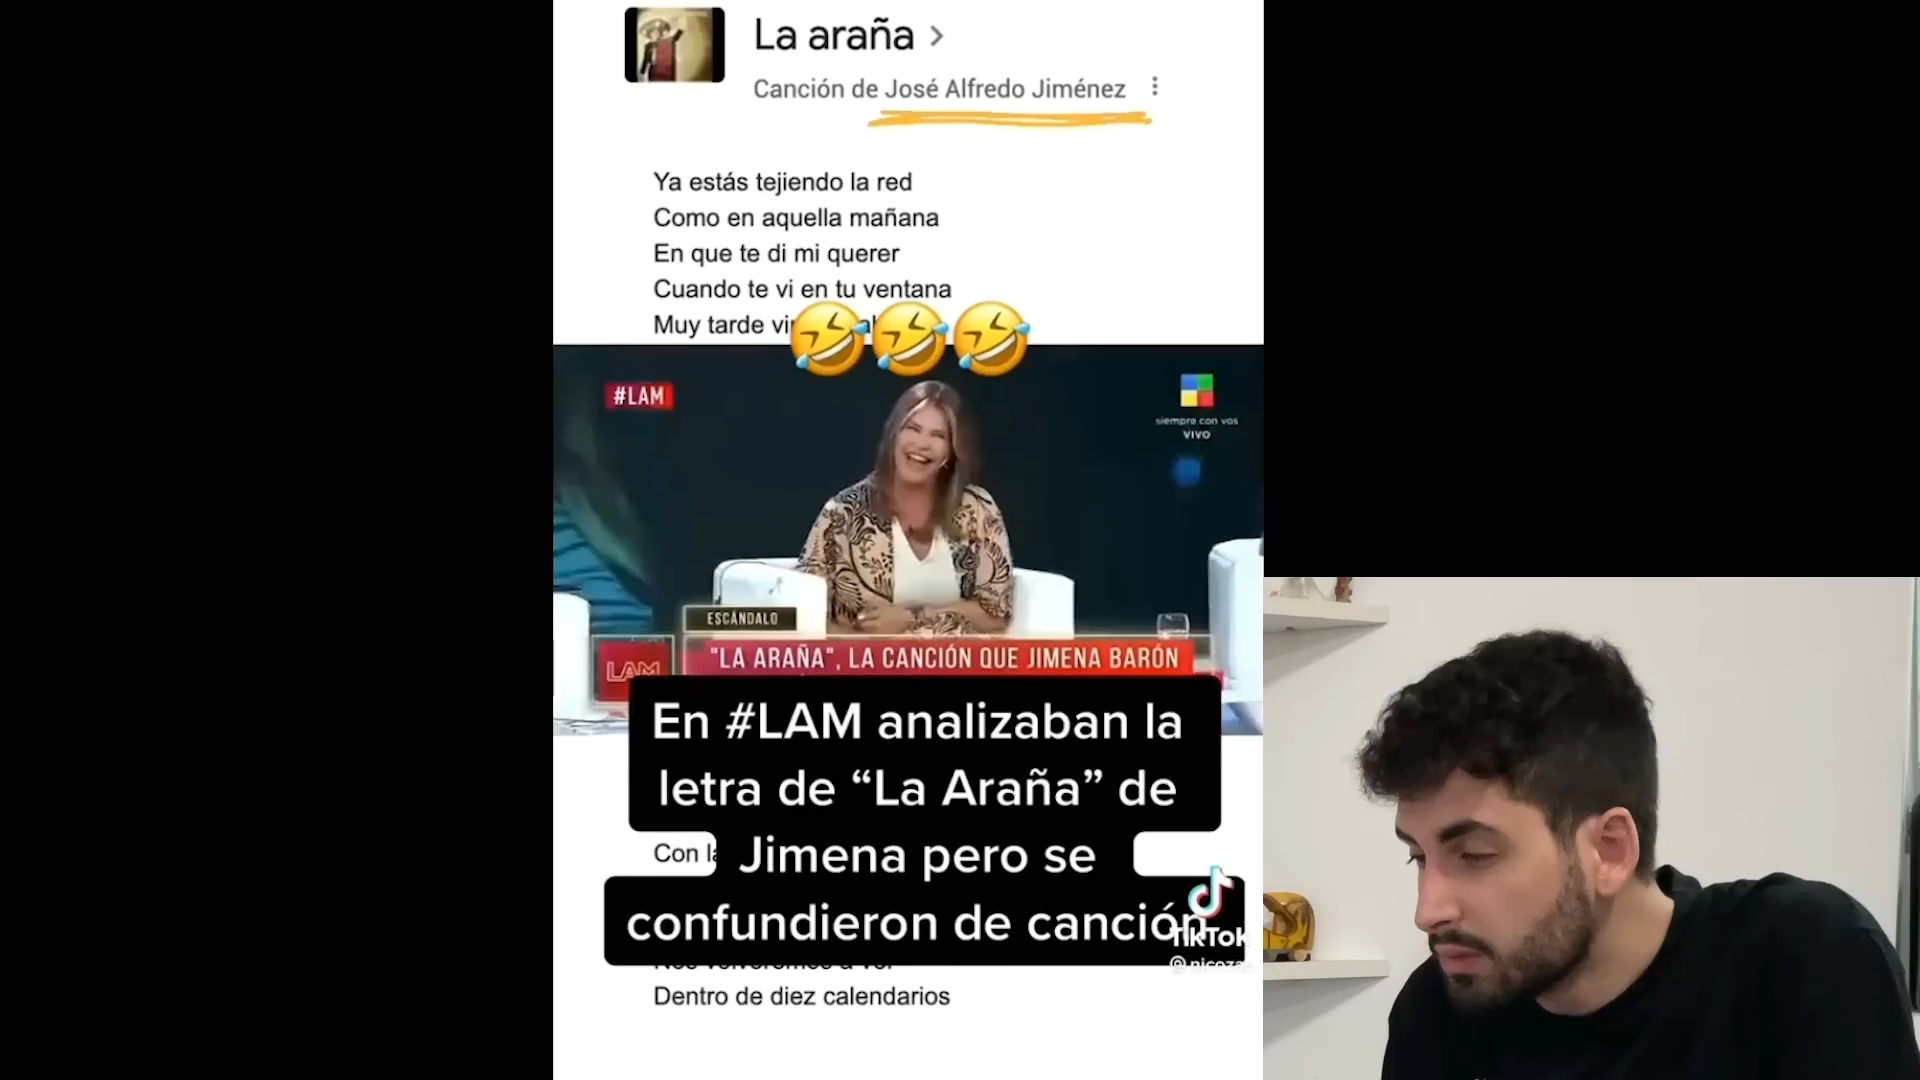 La araña
Canción de José Alfredo Jiménez
Ya estás tejiendo la red
Como en aquella mañana
En que te di mi querer
Cuando te vi en tu ventana
Muy tarde
#LAM
siempre con vos
VIVO
ESCÁNDALO
LAM
"LA ARAÑA", LA CANCIÓN QUE JIMENA BARÓN
En #LAM analizaban la
letra de “La Araña” de
Jimena pero se
confundieron de canción
Con
TikTok
Dentro de diez calendarios